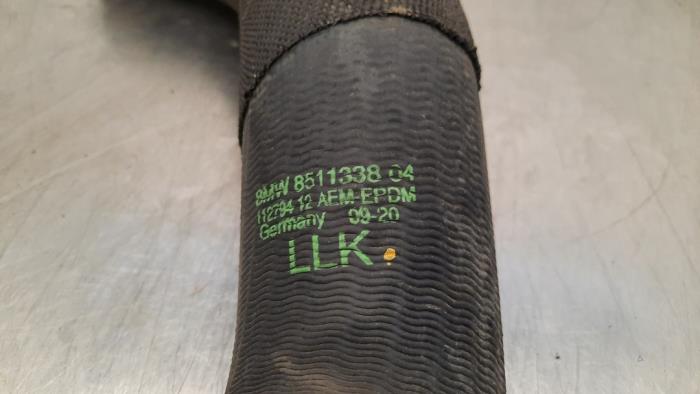 BMW 8511338 04
112794 12 AEM-EPDM
Germany 09-20
LLK